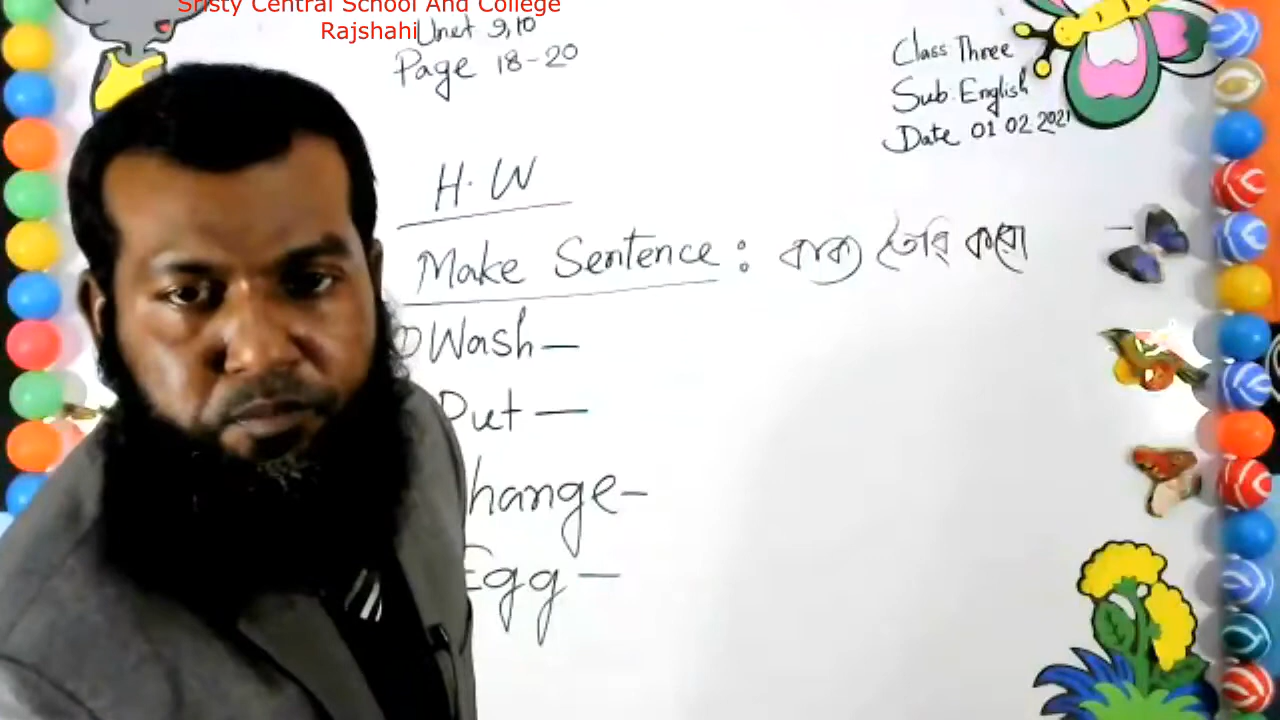 Sristy Central School And College
Rajshahi
Unet 9,10
Page 18-20
Class Three
Sub. English
Date 01 02.2021
H.W
Make Sentence : বাক্য তৈরি করো
Wash—
Put —
hange-
Egg —